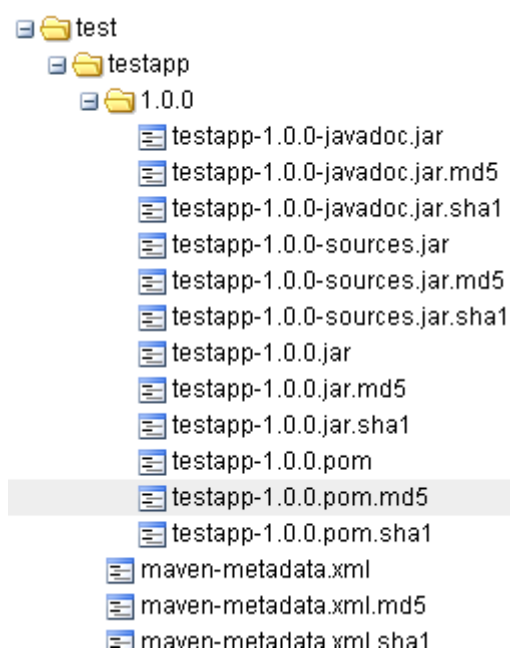 test
testapp
1.0.0
testapp-1.0.0-javadoc.jar
testapp-1.0.0-javadoc.jar.md5
testapp-1.0.0-javadoc.jar.sha1
testapp-1.0.0-sources.jar
testapp-1.0.0-sources.jar.md5
testapp-1.0.0-sources.jar.sha1
testapp-1.0.0.jar
testapp-1.0.0.jar.md5
testapp-1.0.0.jar.sha1
testapp-1.0.0.pom
testapp-1.0.0.pom.md5
testapp-1.0.0.pom.sha1
maven-metadata.xml
maven-metadata.xml.md5
maven-metadata.xml.sha1